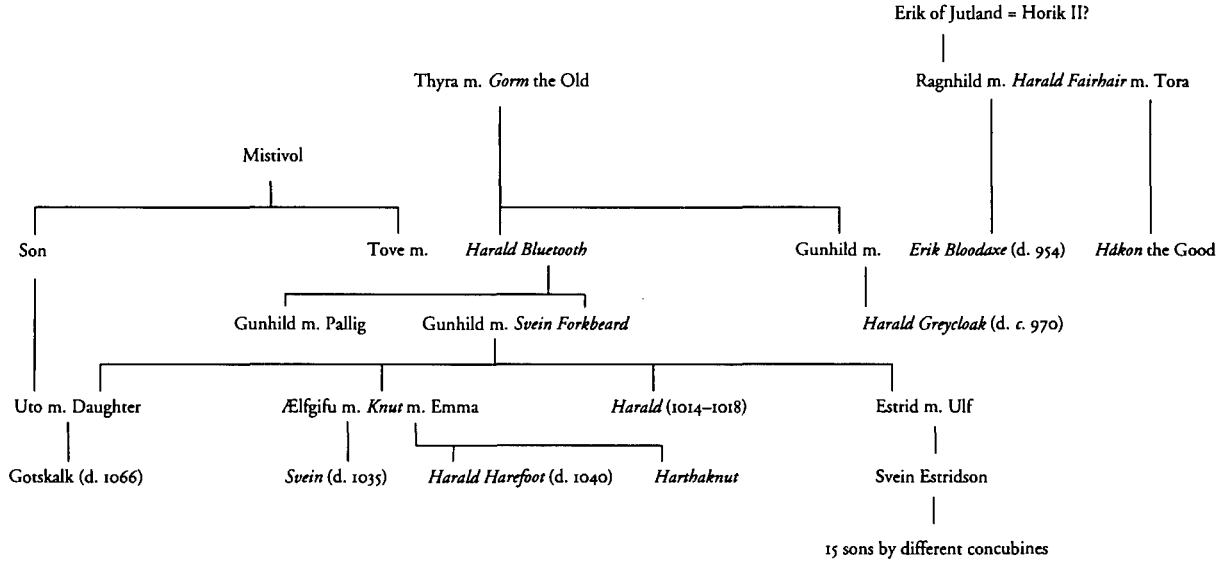 Erik of Jutland = Horik II?
Thyra m. Gorm the Old
Ragnhild m. Harald Fairhair m. Tora
Mistivol
Son
Tove m. Harald Bluetooth
Gunhild m. Erik Bloodaxe (d. 954)
Hákon the Good
Gunhild m. Pallig
Gunhild m. Svein Forkbeard
Harald Greycloak (d. c. 970)
Uto m. Daughter
Ælfgifu m. Knut m. Emma
Harald (1014–1018)
Estrid m. Ulf
Gotskalk (d. 1066)
Svein (d. 1035)
Harald Harefoot (d. 1040)
Harthaknut
Svein Estridson
15 sons by different concubines